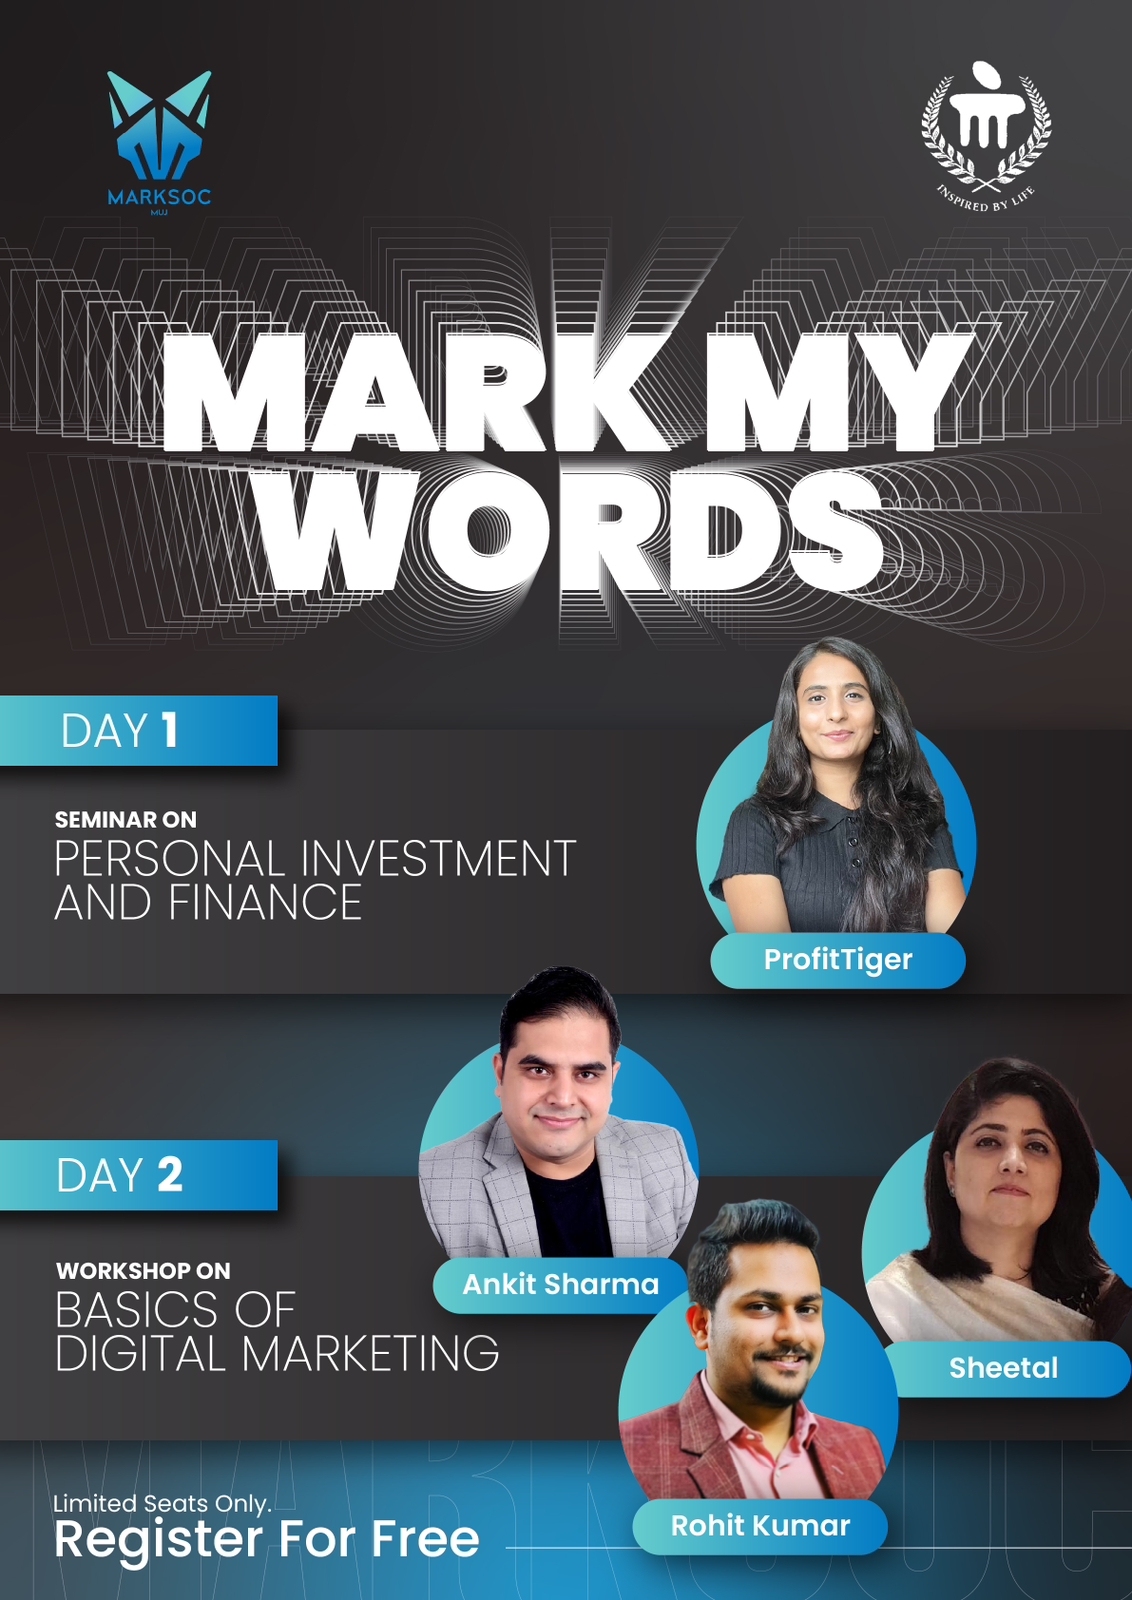 MARKSOC
MUJ
INSPIRED BY LIFE
MARK MY
WORDS
DAY 1
SEMINAR ON
PERSONAL INVESTMENT
AND FINANCE
ProfitTiger
DAY 2
WORKSHOP ON
BASICS OF
DIGITAL MARKETING
Ankit Sharma
Sheetal
Rohit Kumar
Limited Seats Only.
Register For Free
MARKSOC